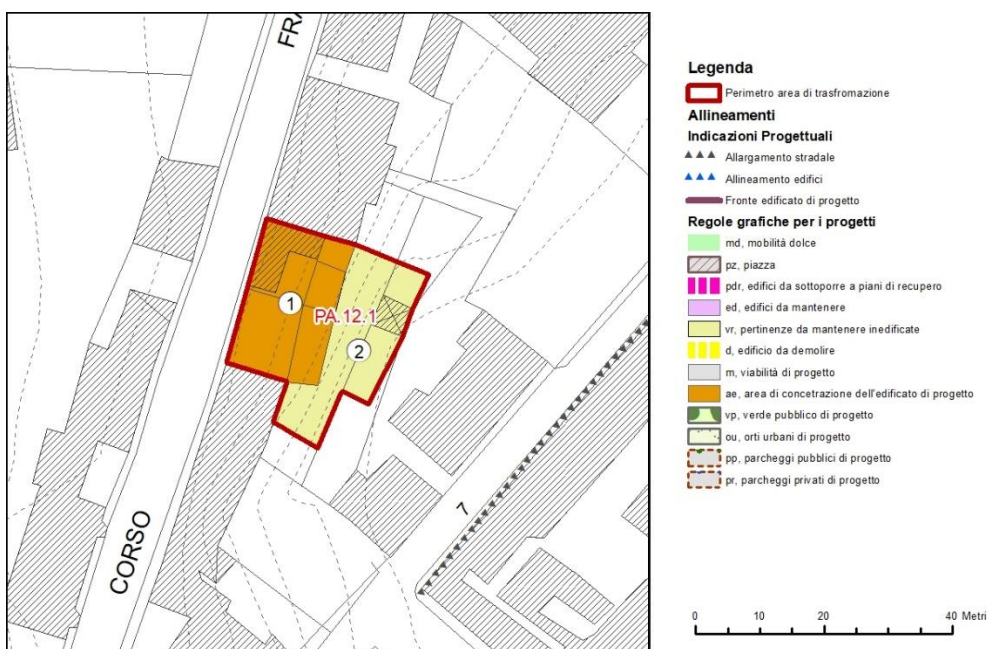 FRA
1
PA.12.1
2
7
CORSO
Legenda
Perimetro area di trasfromazione
Allineamenti
Indicazioni Progettuali
Allargamento stradale
Allineamento edifici
Fronte edificato di progetto
Regole grafiche per i progetti
md, mobilità dolce
pz, piazza
pdr, edifici da sottoporre a piani di recupero
ed, edifici da mantenere
vr, pertinenze da mantenere inedificate
d, edificio da demolire
m, viabilità di progetto
ae, area di concetrazione dell'edificato di progetto
vp, verde pubblico di progetto
ou, orti urbani di progetto
pp, parcheggi pubblici di progetto
pr, parcheggi privati di progetto
0 10 20 40 Metri